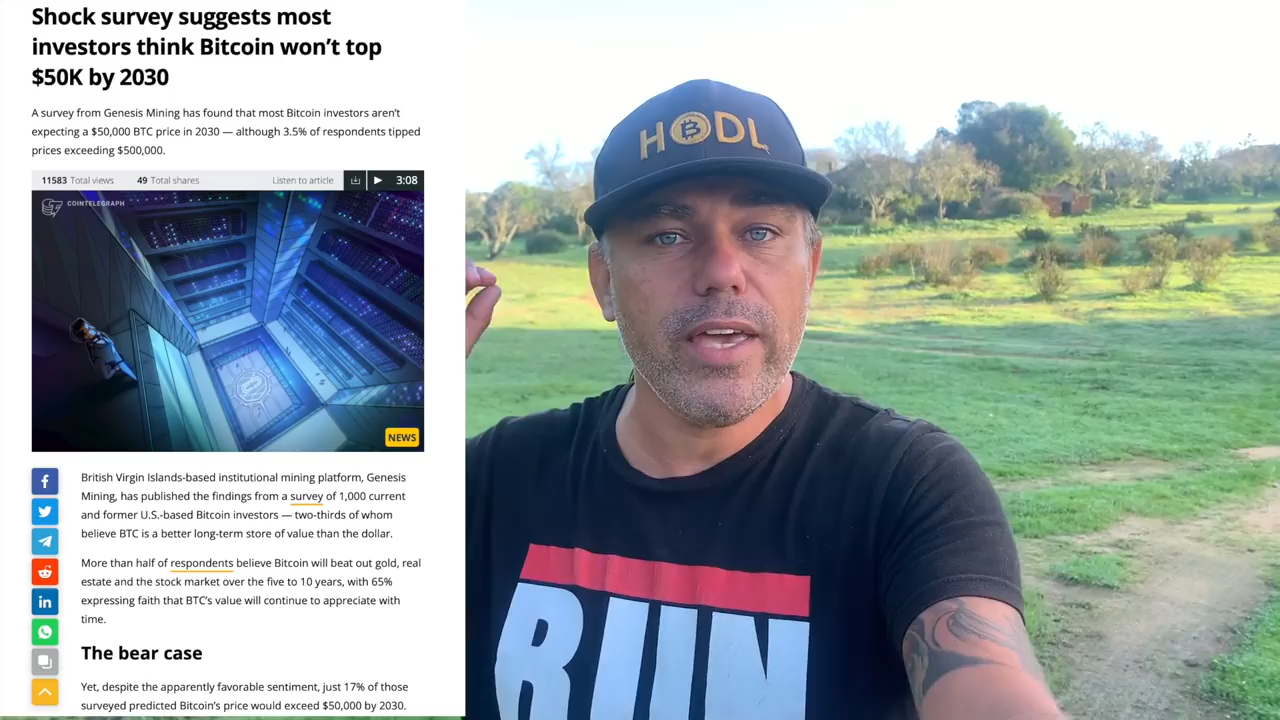 Shock survey suggests most
investors think Bitcoin won't top
$50K by 2030
A survey from Genesis Mining has found that most Bitcoin investors aren't
expecting a $50,000 BTC price in 2030 — although 3.5% of respondents tipped
prices exceeding $500,000.
11583 Total views 49 Total shares Listen to article 3:08
COINTELEGRAPH
NEWS
British Virgin Islands-based institutional mining platform, Genesis
Mining, has published the findings from a survey of 1,000 current
and former U.S.-based Bitcoin investors — two-thirds of whom
believe BTC is a better long-term store of value than the dollar.
More than half of respondents believe Bitcoin will beat out gold, real
estate and the stock market over the five to 10 years, with 65%
expressing faith that BTC's value will continue to appreciate with
time.
The bear case
Yet, despite the apparently favorable sentiment, just 17% of those
surveyed predicted Bitcoin's price would exceed $50,000 by 2030.
HODL
RUN